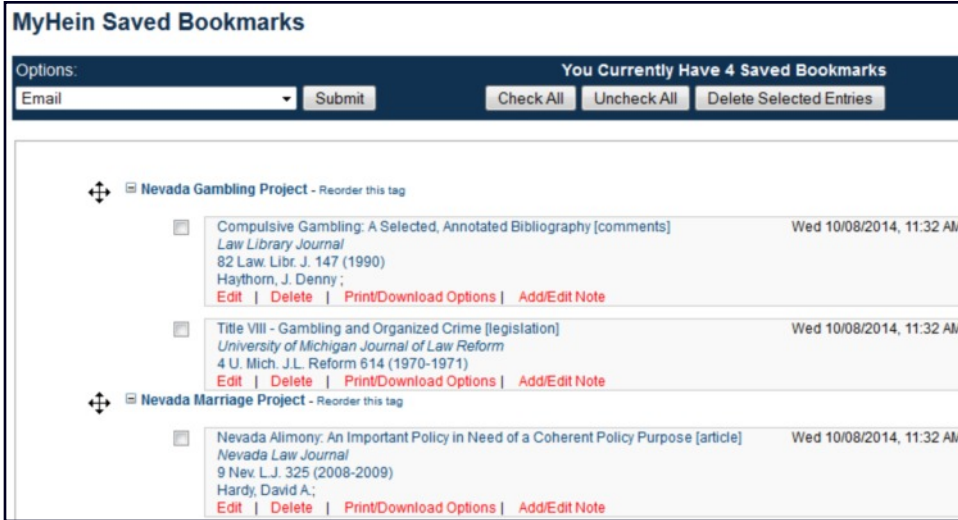 MyHein Saved Bookmarks
Options: You Currently Have 4 Saved Bookmarks
Email Submit Check All Uncheck All Delete Selected Entries
Nevada Gambling Project - Reorder this tag
Compulsive Gambling: A Selected, Annotated Bibliography [comments] Wed 10/08/2014, 11:32 AM
Law Library Journal
82 Law. Libr. J. 147 (1990)
Haythorn, J. Denny ;
Edit | Delete | Print/Download Options | Add/Edit Note
Title VIII - Gambling and Organized Crime [legislation] Wed 10/08/2014, 11:32 AM
University of Michigan Journal of Law Reform
4 U. Mich. J.L. Reform 614 (1970-1971)
Edit | Delete | Print/Download Options | Add/Edit Note
Nevada Marriage Project - Reorder this tag
Nevada Alimony: An Important Policy in Need of a Coherent Policy Purpose [article] Wed 10/08/2014, 11:32 AM
Nevada Law Journal
9 Nev. L.J. 325 (2008-2009)
Hardy, David A.;
Edit | Delete | Print/Download Options | Add/Edit Note